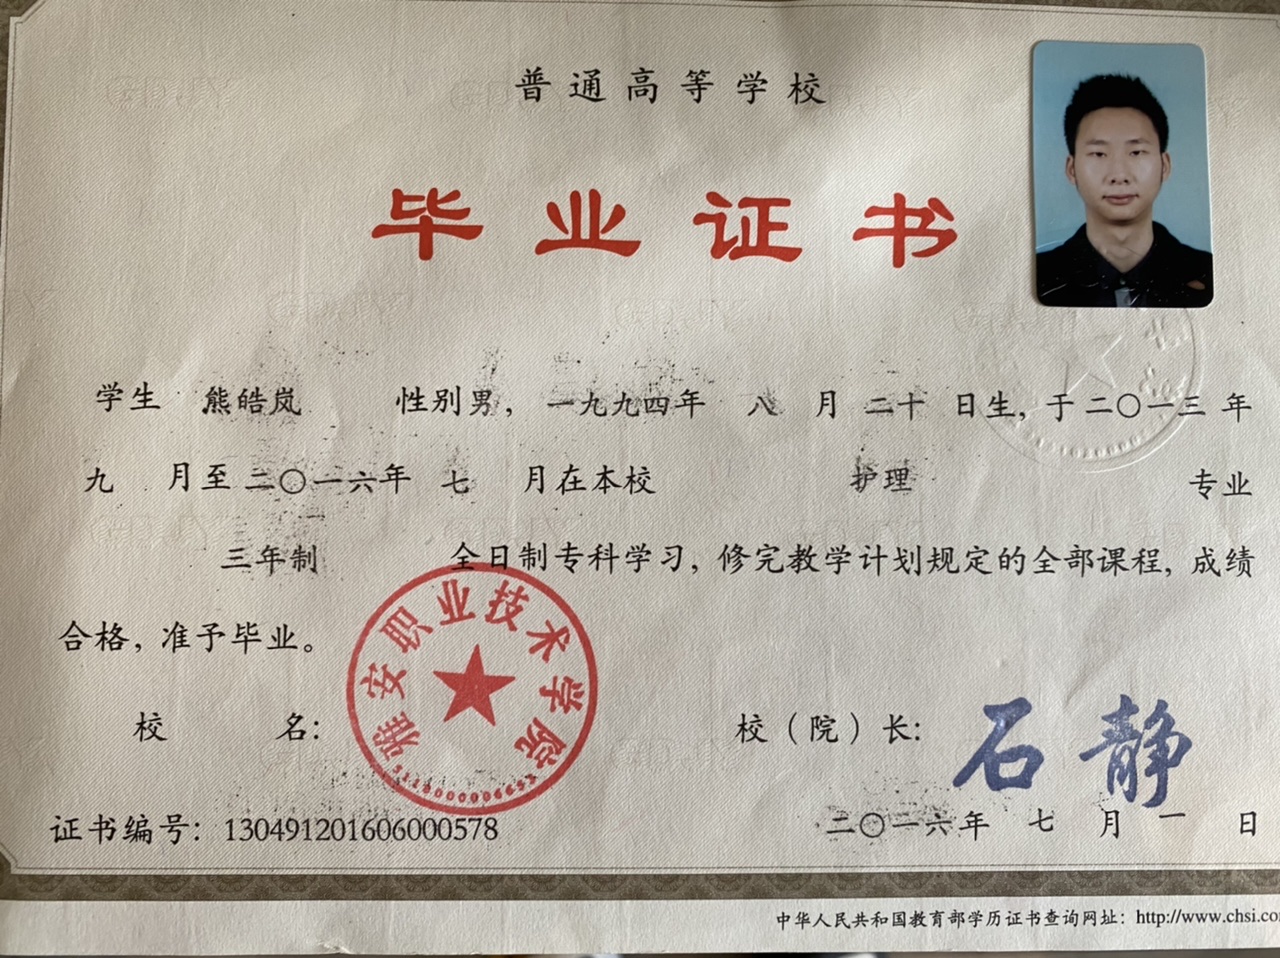 普通高等学校
毕业证书
学生 熊皓岚 性别男，一九九四年 八 月 二十 日生，于二〇一三 年
九 月至二〇一六年 七 月在本校 护理 专业
三年制 全日制专科学习，修完教学计划规定的全部课程，成绩
合格，准予毕业。
雅安职业技术学院
校 名： 校（院）长： 石静
证书编号：130491201606000578 二〇一六年 七 月 一 日
中华人民共和国教育部学历证书查询网址：http://www.chsi.co